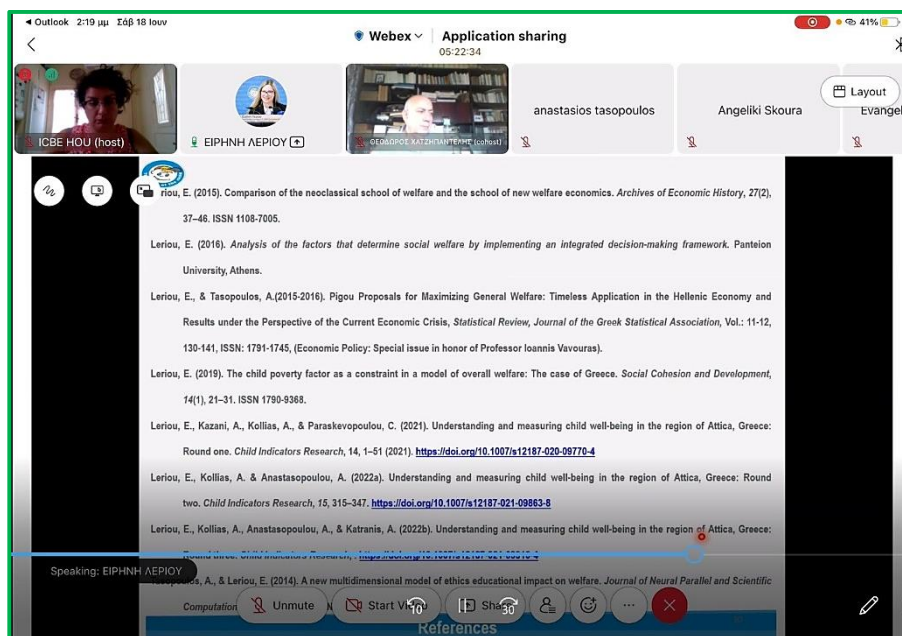 Outlook 2:19 μμ Σάβ 18 Ιουν
41%
Webex Application sharing
05:22:34
Layout
ICBE HOU (host)
ΕΙΡΗΝΗ ΛΕΡΙΟΥ
ΘΕΟΔΩΡΟΣ ΧΑΤΖΗΠΑΝΤΕΛΗΣ (cohost)
anastasios tasopoulos
Angeliki Skoura
Evangel
riou, E. (2015). Comparison of the neoclassical school of welfare and the school of new welfare economics. Archives of Economic History, 27(2),
37–46. ISSN 1108-7005.
Leriou, E. (2016). Analysis of the factors that determine social welfare by implementing an integrated decision-making framework. Panteion
University, Athens.
Leriou, E., & Tasopoulos, A.(2015-2016). Pigou Proposals for Maximizing General Welfare: Timeless Application in the Hellenic Economy and
Results under the Perspective of the Current Economic Crisis, Statistical Review, Journal of the Greek Statistical Association, Vol.: 11-12,
130-141, ISSN: 1791-1745, (Economic Policy: Special issue in honor of Professor Ioannis Vavouras).
Leriou, E. (2019). The child poverty factor as a constraint in a model of overall welfare: The case of Greece. Social Cohesion and Development,
14(1), 21–31. ISSN 1790-9368.
Leriou, E., Kazani, A., Kollias, A., & Paraskevopoulou, C. (2021). Understanding and measuring child well-being in the region of Attica, Greece:
Round one. Child Indicators Research, 14, 1–51 (2021). https://doi.org/10.1007/s12187-020-09770-4
Leriou, E., Kollias, A. & Anastasopoulou, A. (2022a). Understanding and measuring child well-being in the region of Attica, Greece: Round
two. Child Indicators Research, 15, 315–347. https://doi.org/10.1007/s12187-021-09863-8
Leriou, E., Kollias, A., Anastasopoulou, A., & Katranis, A. (2022b). Understanding and measuring child well-being in the region of Attica, Greece:
Round three. Child Indicators Research,
Speaking: ΕΙΡΗΝΗ ΛΕΡΙΟΥ
A., & Leriou, E. (2014). A new multidimensional model of ethics educational impact on welfare. Journal of Neural Parallel and Scientific
Computation
Unmute Start Vi 10 Sha 30
References